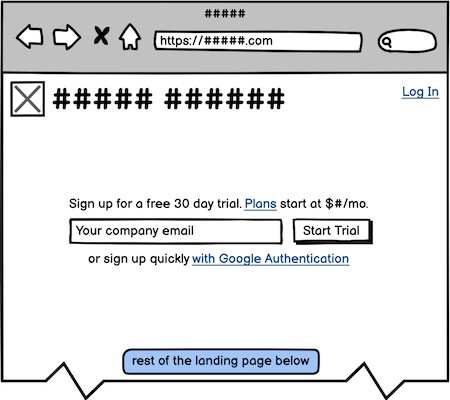 #####
https://#####.com
##### ######
Log In
Sign up for a free 30 day trial. Plans start at $#/mo.
Your company email
Start Trial
or sign up quickly with Google Authentication
rest of the landing page below